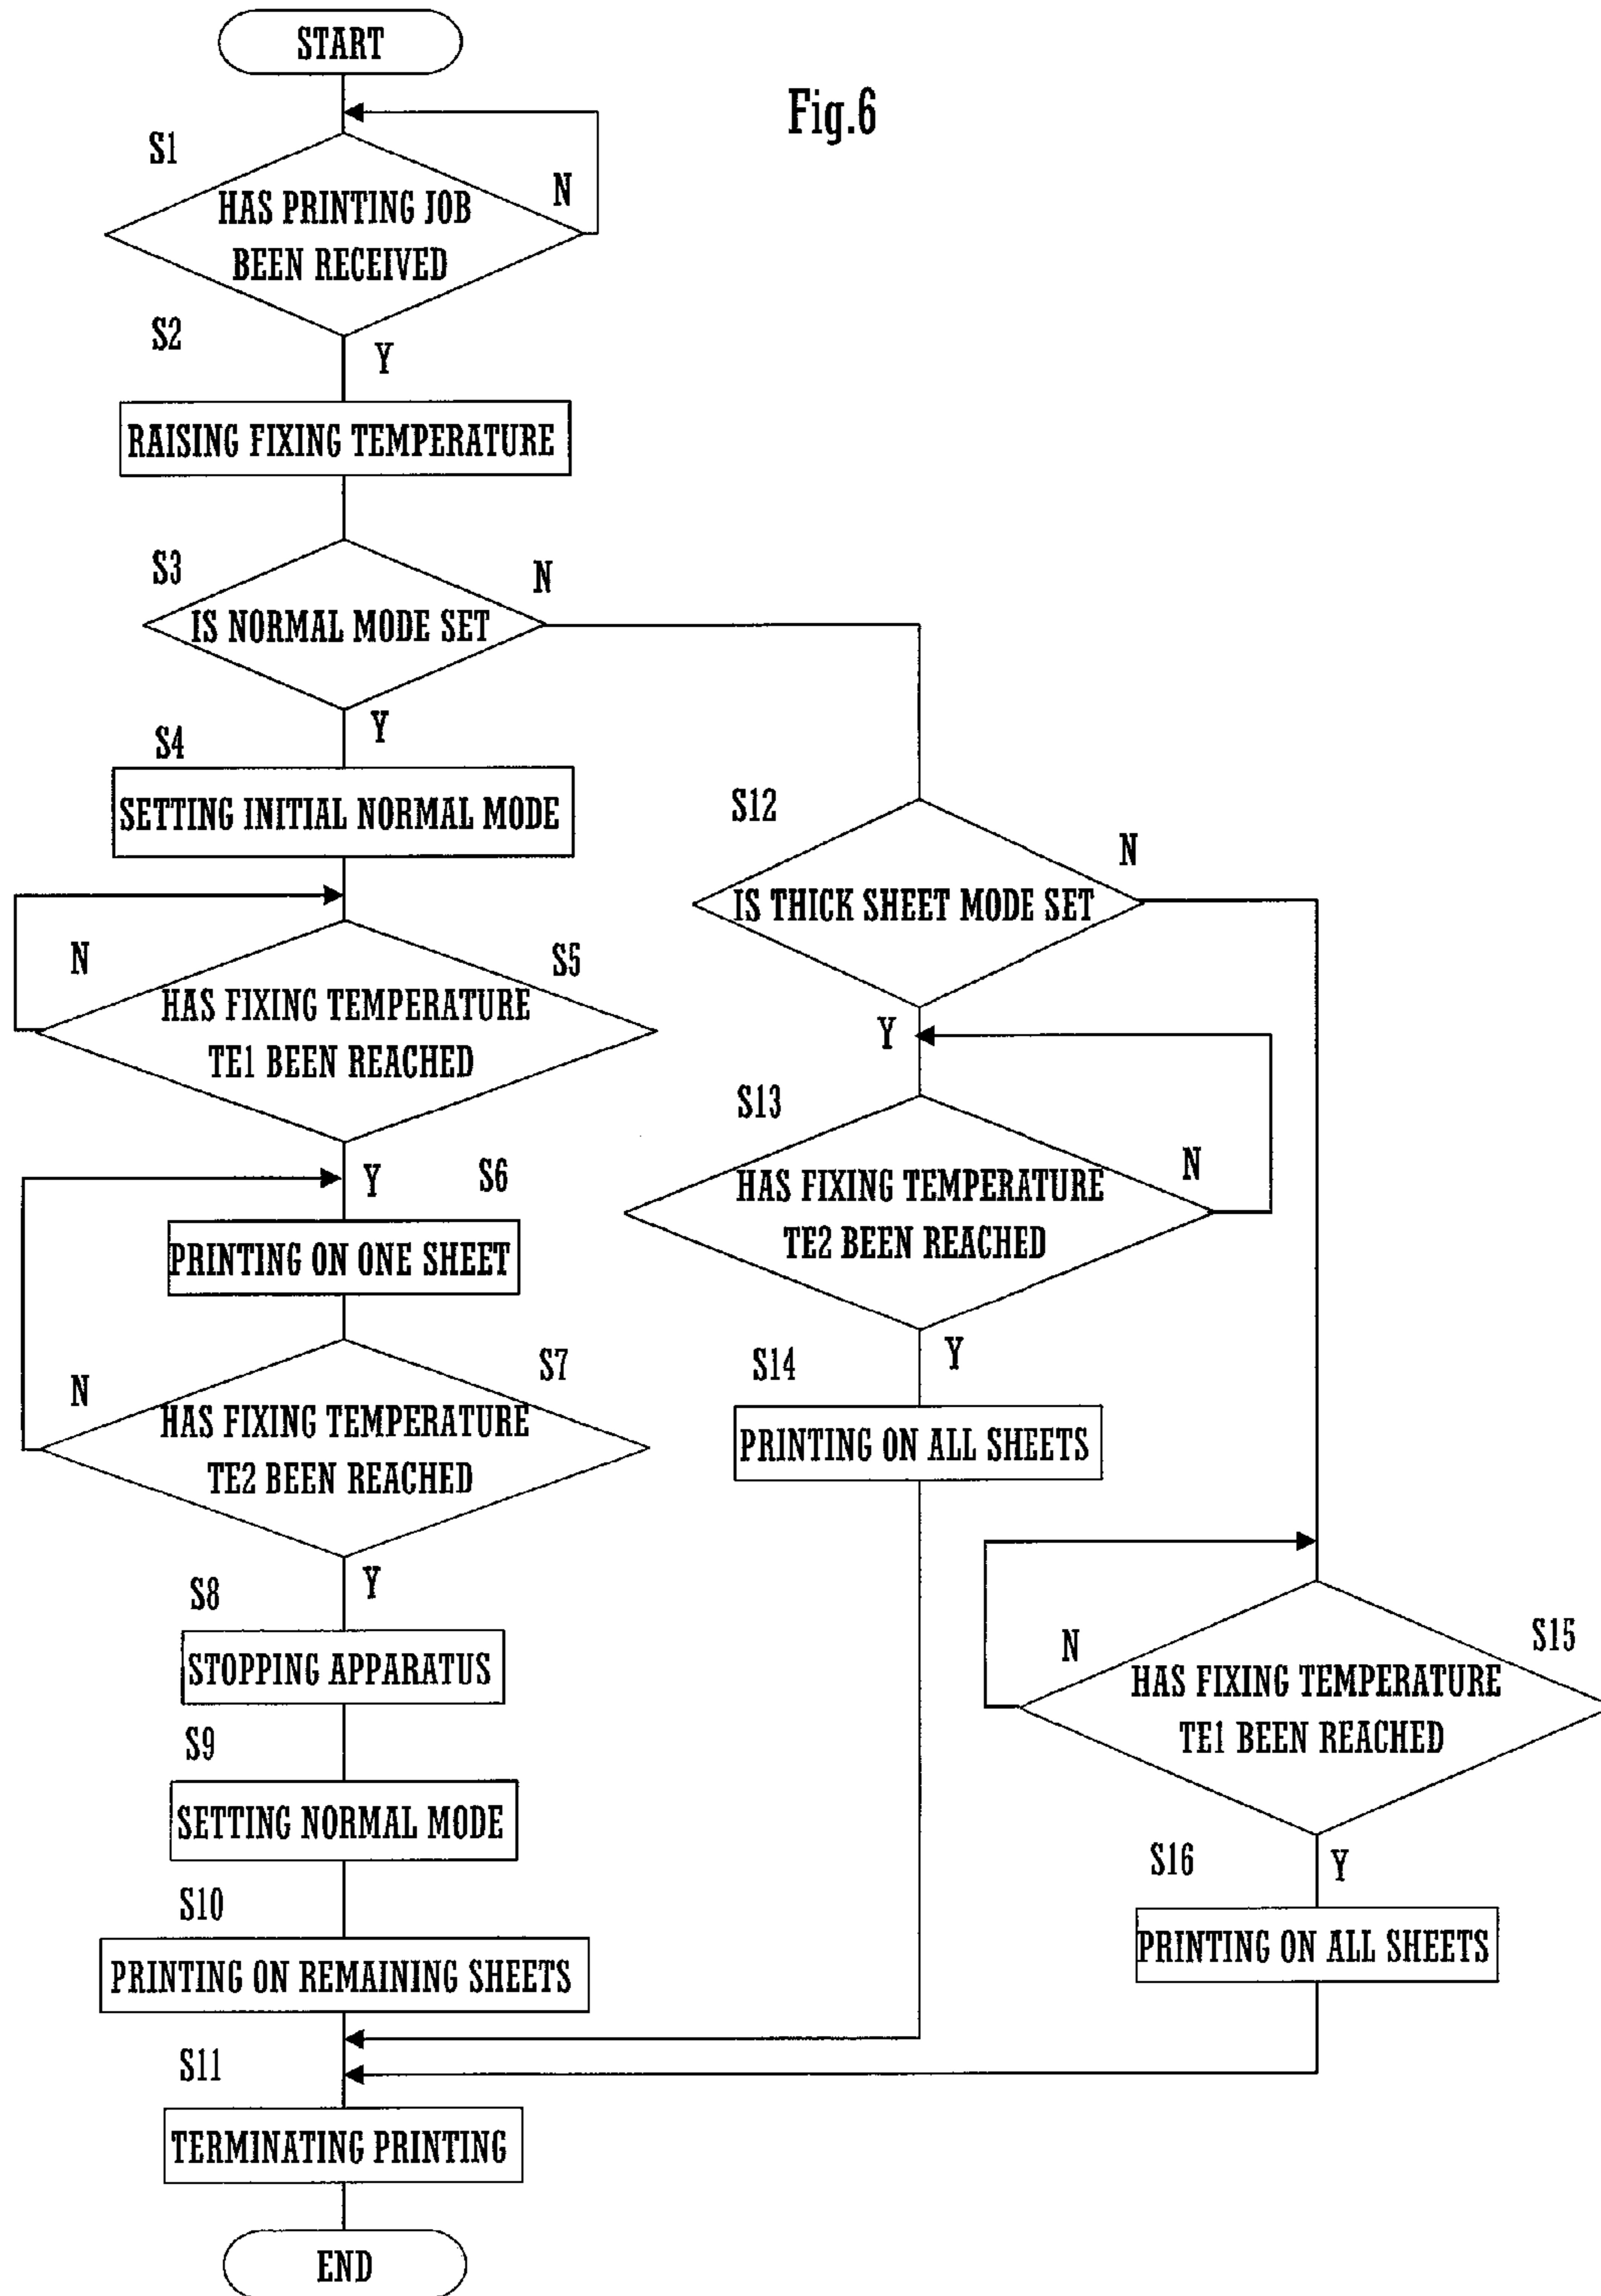 START
Fig.6
S1
HAS PRINTING JOB
BEEN RECEIVED
N
S2
Y
RAISING FIXING TEMPERATURE
S3
IS NORMAL MODE SET
N
Y
S4
SETTING INITIAL NORMAL MODE
N
S5
HAS FIXING TEMPERATURE
TE1 BEEN REACHED
Y
S6
PRINTING ON ONE SHEET
N
S7
HAS FIXING TEMPERATURE
TE2 BEEN REACHED
Y
S8
STOPPING APPARATUS
S9
SETTING NORMAL MODE
S10
PRINTING ON REMAINING SHEETS
S11
TERMINATING PRINTING
END
S12
N
IS THICK SHEET MODE SET
Y
S13
N
HAS FIXING TEMPERATURE
TE2 BEEN REACHED
Y
S14
PRINTING ON ALL SHEETS
N
S15
HAS FIXING TEMPERATURE
TE1 BEEN REACHED
S16
Y
PRINTING ON ALL SHEETS